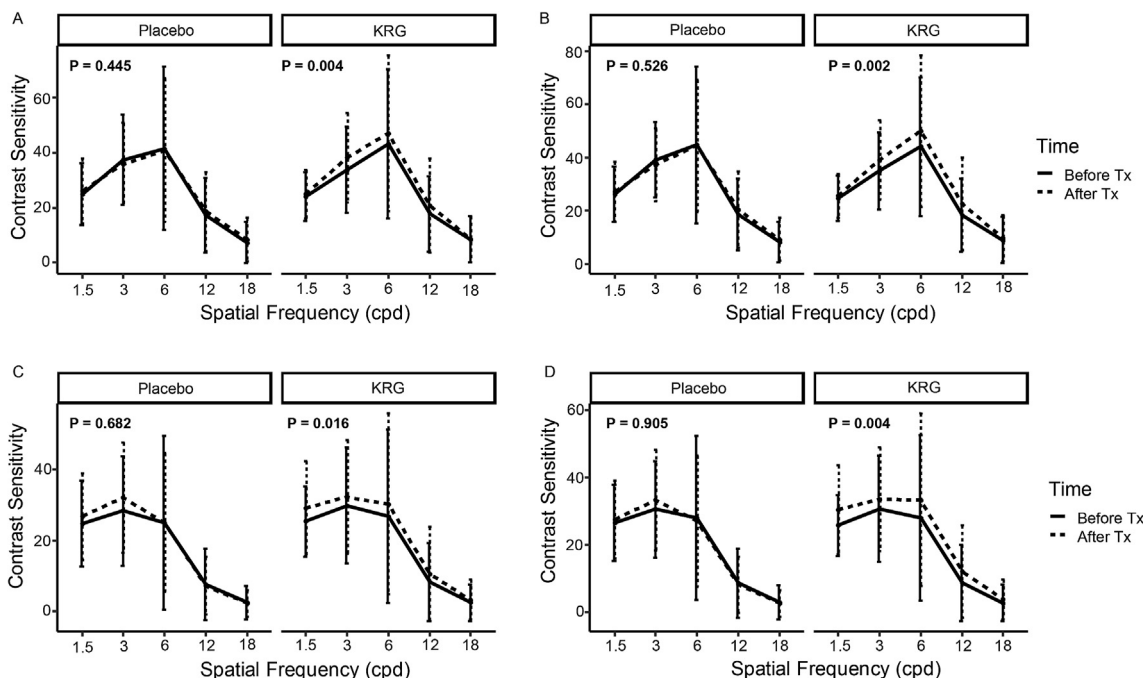 A
Placebo
KRG
P = 0.445
P = 0.004
Contrast Sensitivity
60
40
20
0
1.5 3 6 12 18
1.5 3 6 12 18
Spatial Frequency (cpd)
B
Placebo
KRG
P = 0.526
P = 0.002
Contrast Sensitivity
80
60
40
20
0
1.5 3 6 12 18
1.5 3 6 12 18
Spatial Frequency (cpd)
Time
Before Tx
After Tx
C
Placebo
KRG
P = 0.682
P = 0.016
Contrast Sensitivity
40
20
0
1.5 3 6 12 18
1.5 3 6 12 18
Spatial Frequency (cpd)
D
Placebo
KRG
P = 0.905
P = 0.004
Contrast Sensitivity
60
40
20
0
1.5 3 6 12 18
1.5 3 6 12 18
Spatial Frequency (cpd)
Time
Before Tx
After Tx